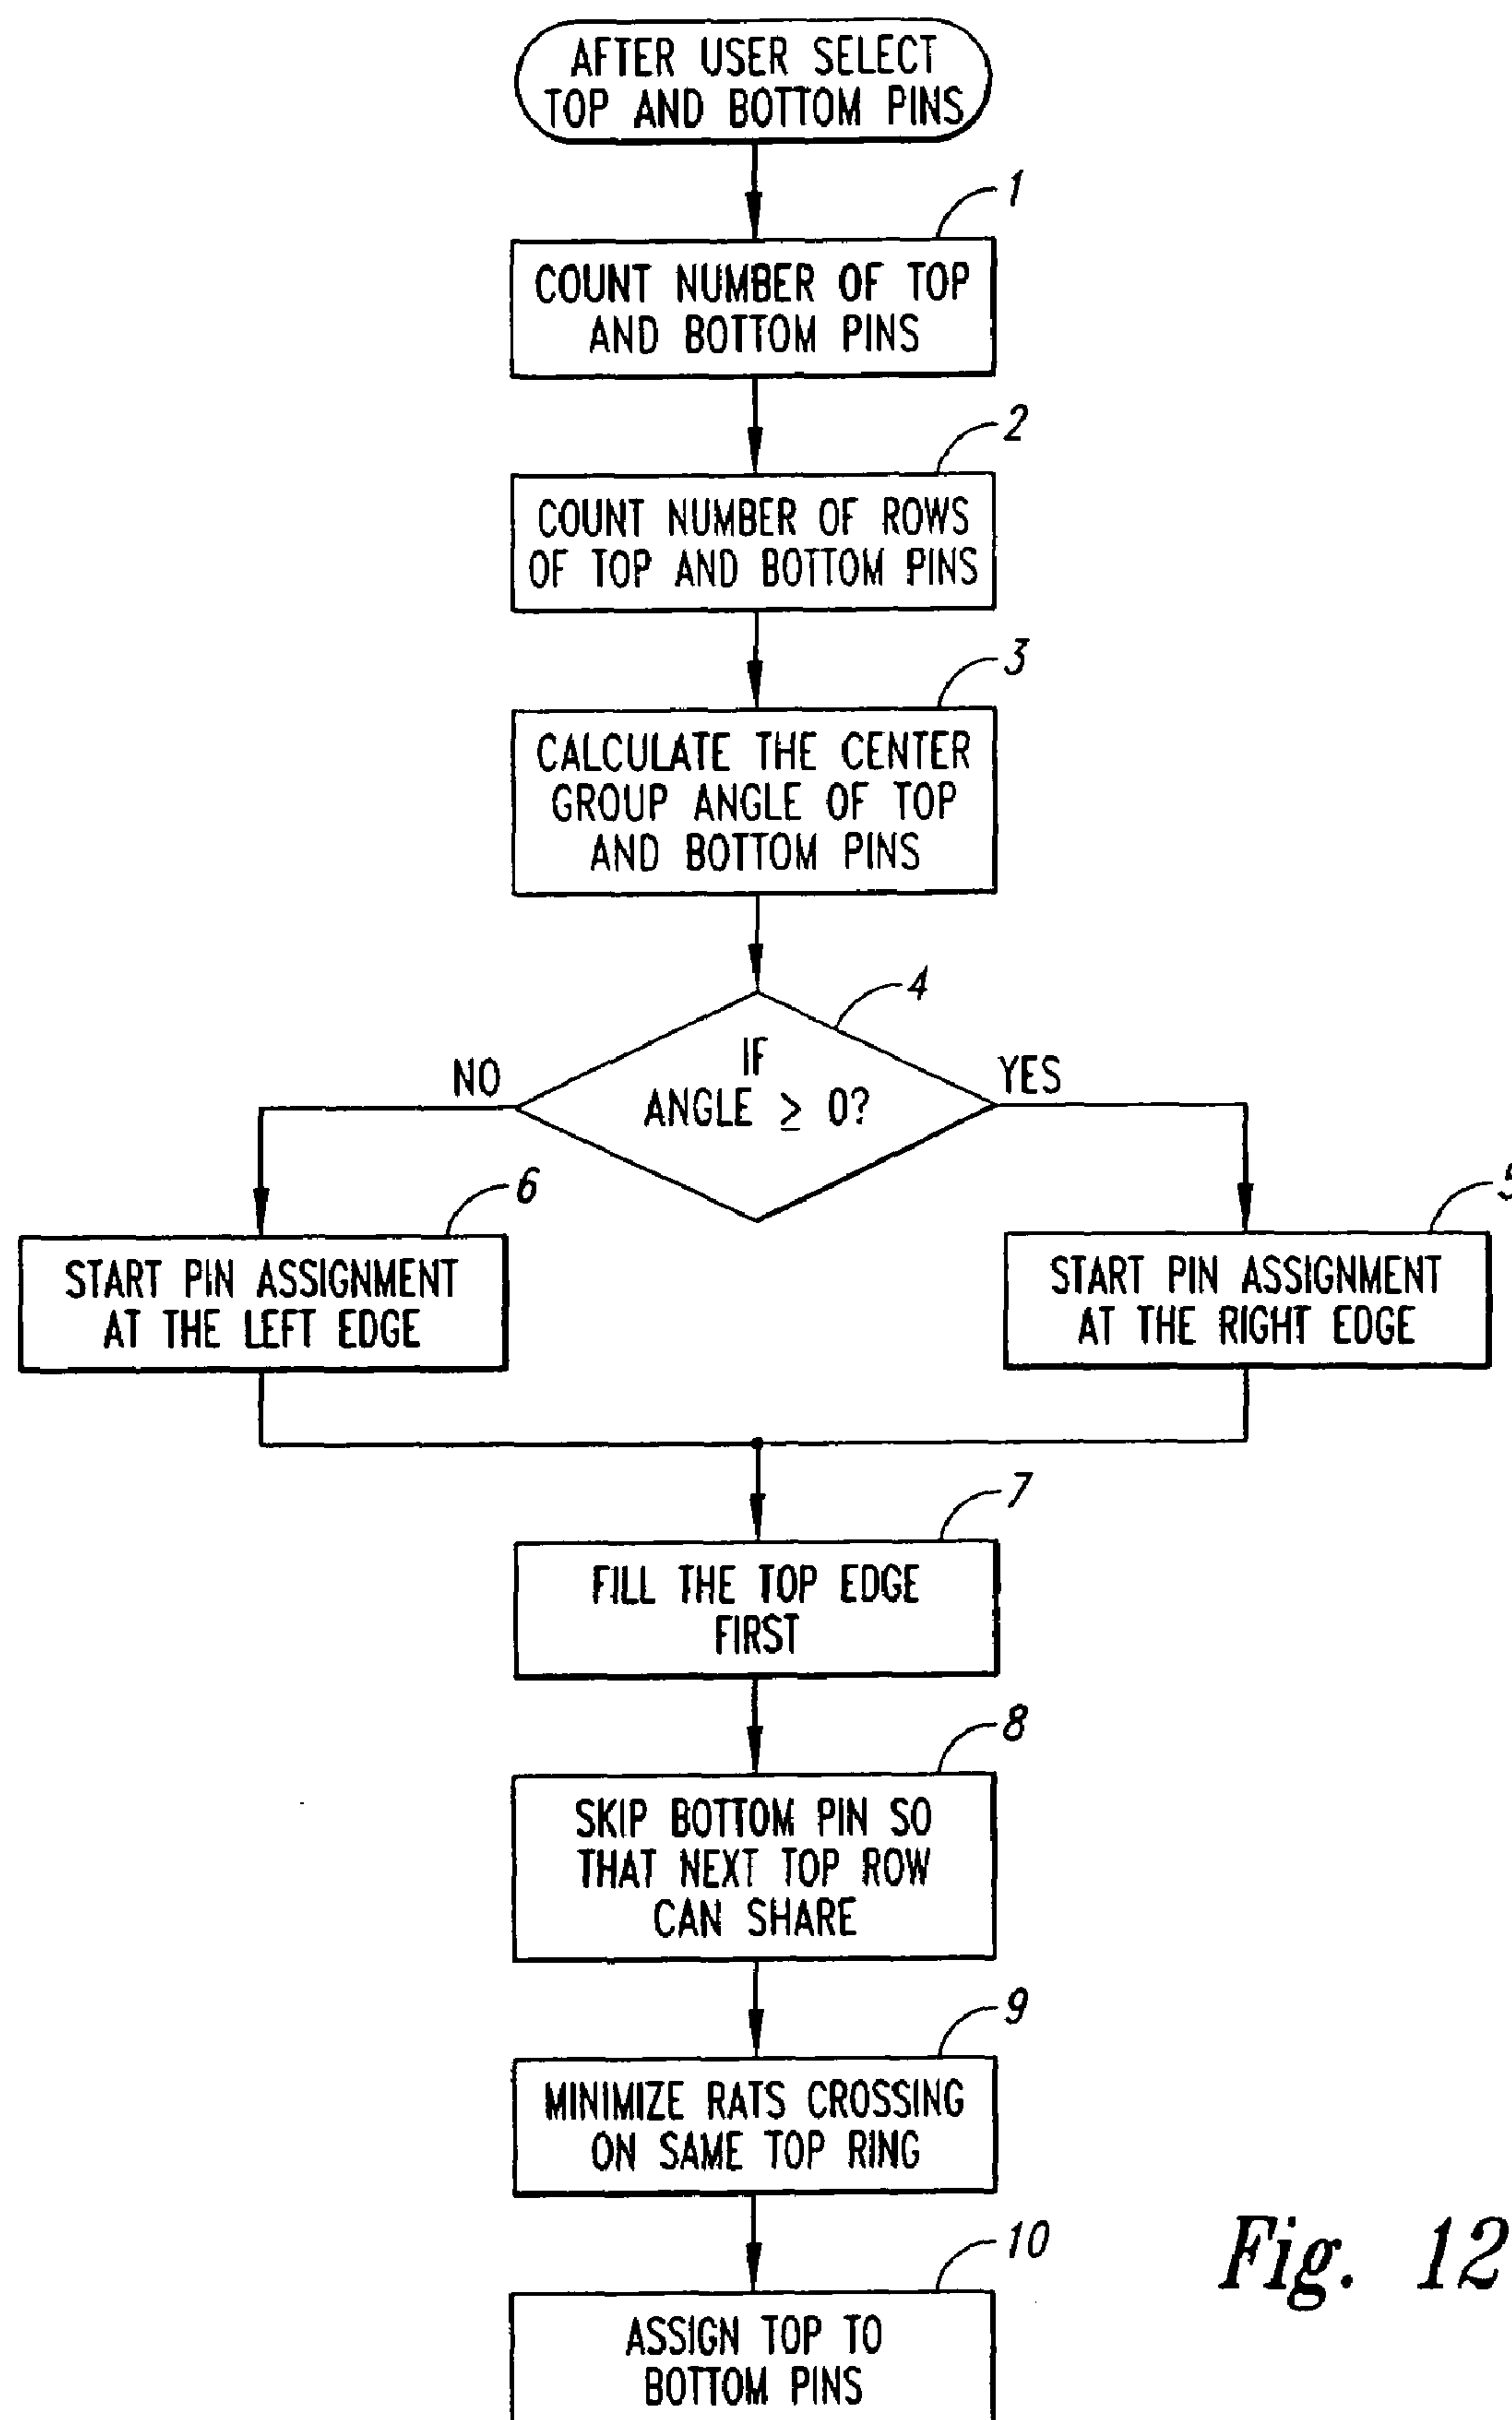 AFTER USER SELECT
TOP AND BOTTOM PINS
1
COUNT NUMBER OF TOP
AND BOTTOM PINS
2
COUNT NUMBER OF ROWS
OF TOP AND BOTTOM PINS
3
CALCULATE THE CENTER
GROUP ANGLE OF TOP
AND BOTTOM PINS
4
IF
ANGLE ≥ 0?
NO
YES
6
START PIN ASSIGNMENT
AT THE LEFT EDGE
5
START PIN ASSIGNMENT
AT THE RIGHT EDGE
7
FILL THE TOP EDGE
FIRST
8
SKIP BOTTOM PIN SO
THAT NEXT TOP ROW
CAN SHARE
9
MINIMIZE RATS CROSSING
ON SAME TOP RING
10
ASSIGN TOP TO
BOTTOM PINS
Fig. 12